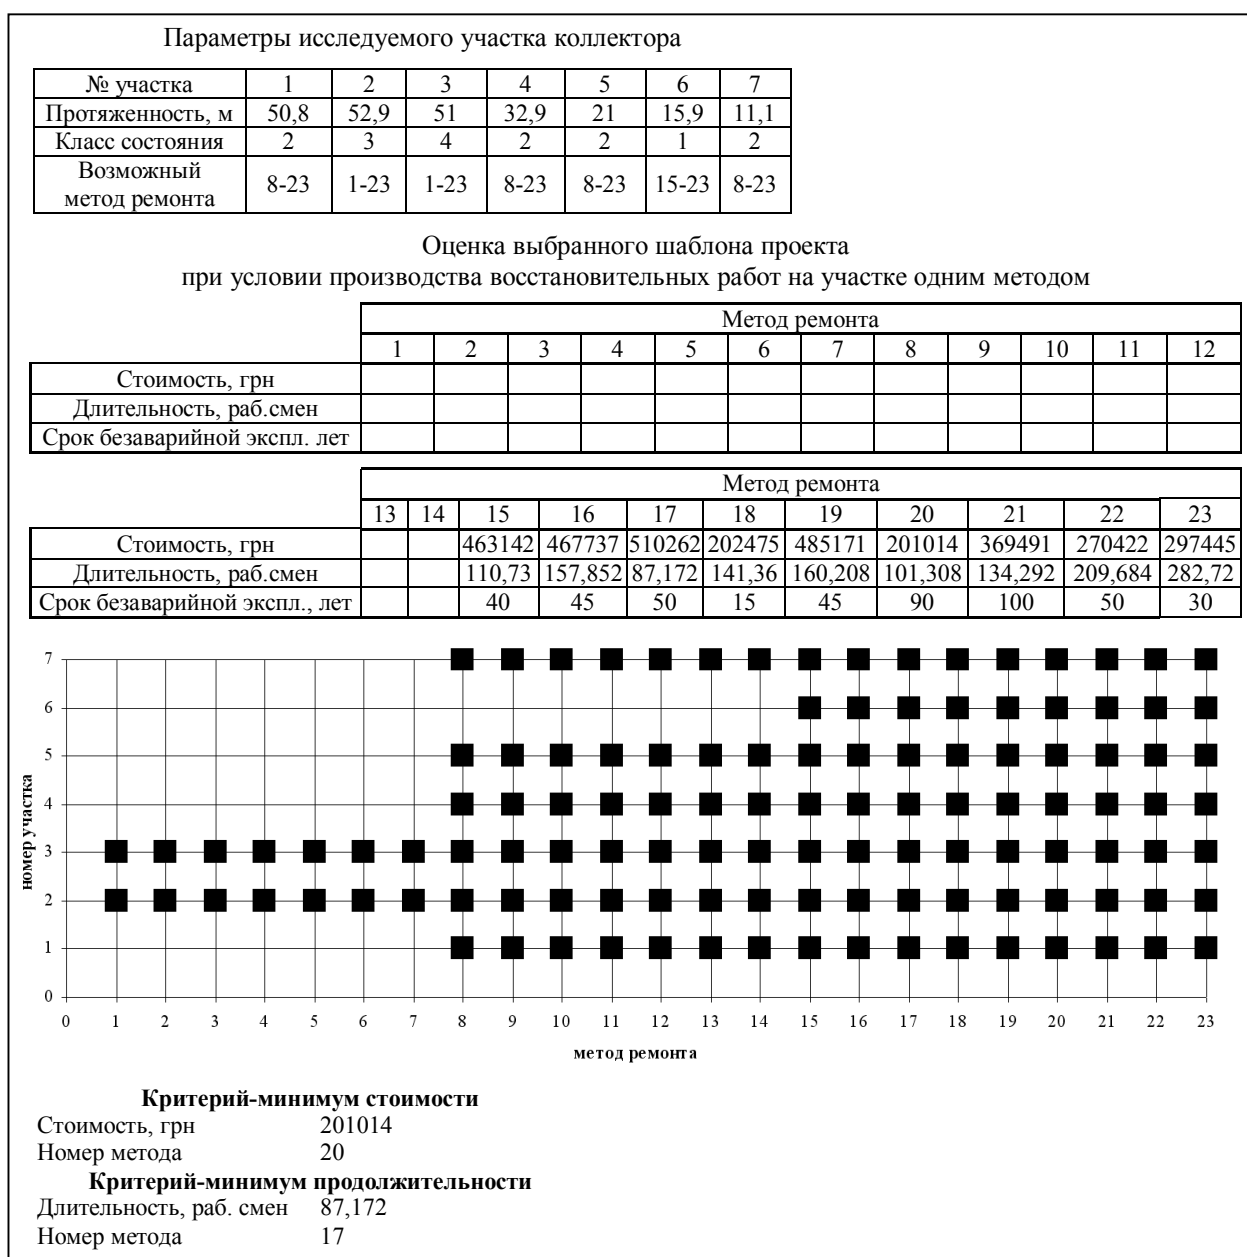 Параметры исследуемого участка коллектора
№ участка 1 2 3 4 5 6 7
Протяженность, м 50,8 52,9 51 32,9 21 15,9 11,1
Класс состояния 2 3 4 2 2 1 2
Возможный
метод ремонта 8-23 1-23 1-23 8-23 8-23 15-23 8-23
Оценка выбранного шаблона проекта
при условии производства восстановительных работ на участке одним методом
Метод ремонта
1 2 3 4 5 6 7 8 9 10 11 12
Стоимость, грн
Длительность, раб.смен
Срок безаварийной экспл. лет
Метод ремонта
13 14 15 16 17 18 19 20 21 22 23
Стоимость, грн 463142 467737 510262 202475 485171 201014 369491 270422 297445
Длительность, раб.смен 110,73 157,852 87,172 141,36 160,208 101,308 134,292 209,684 282,72
Срок безаварийной экспл., лет 40 45 50 15 45 90 100 50 30
7
6
5
4
3
2
1
0
номер участка
0 1 2 3 4 5 6 7 8 9 10 11 12 13 14 15 16 17 18 19 20 21 22 23
метод ремонта
Критерий-минимум стоимости
Стоимость, грн 201014
Номер метода 20
Критерий-минимум продолжительности
Длительность, раб. смен 87,172
Номер метода 17